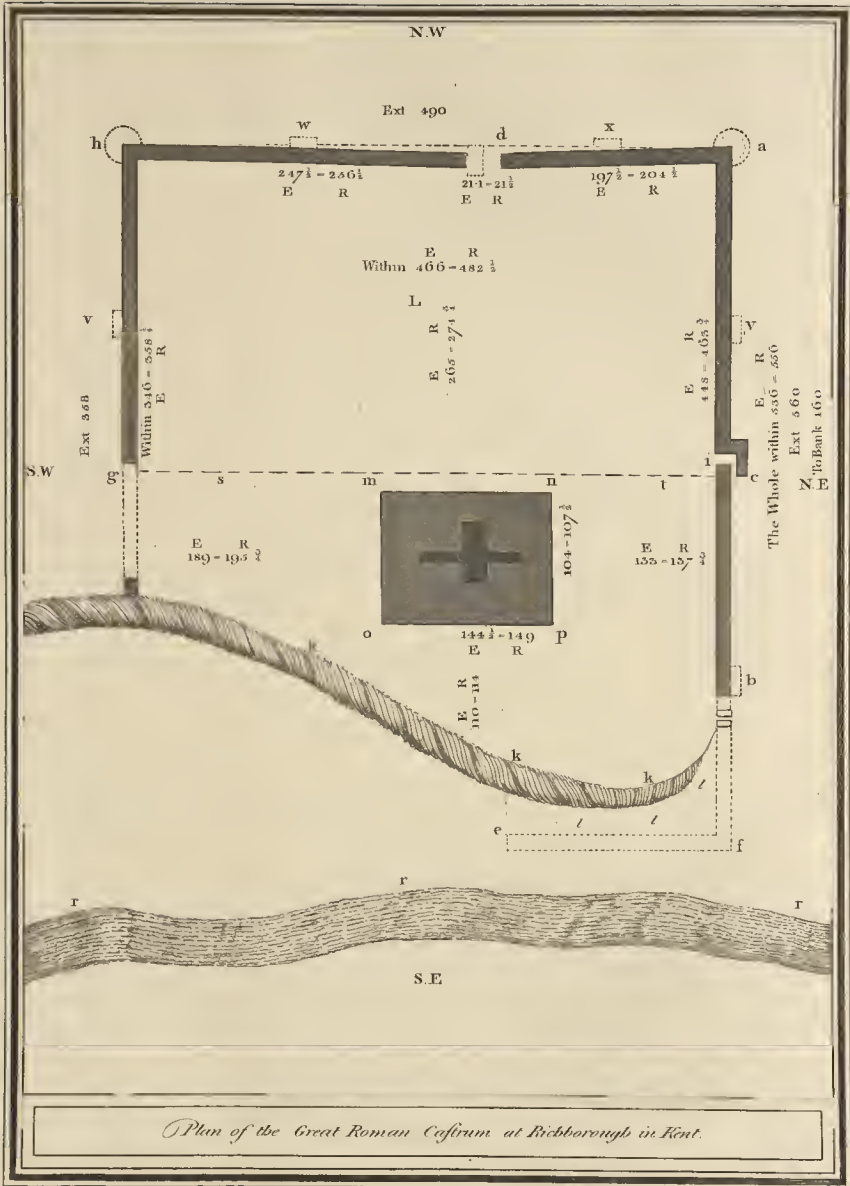 N.W
Ext 490
w
d
x
h
a
247½=256½
E R
21·1=21½
E R
197½=204½
E R
E R
Within 466=482½
L
E R
265=274¾
v
v
Ext 358
Within 346=358¼
E R
E R
448=463¾
E R
The Whole within 536=556
Ext 560
To Bank 160
S.W
g
s
m
n
t
i
c
N.E
E R
189=195¾
104=107½
E R
133=137¾
o
144½=149
p
E R
E R
110=114
b
k
k
k
l
l
l
e
f
r
r
r
S.E
Plan of the Great Roman Caſtrum at Richborough in Kent.